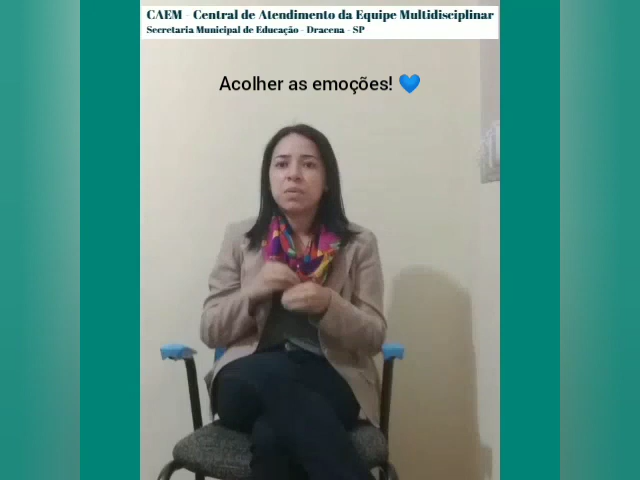 CAEM - Central de Atendimento da Equipe Multidisciplinar
Secretaria Municipal de Educação - Dracena - SP
Acolher as emoções! 💙